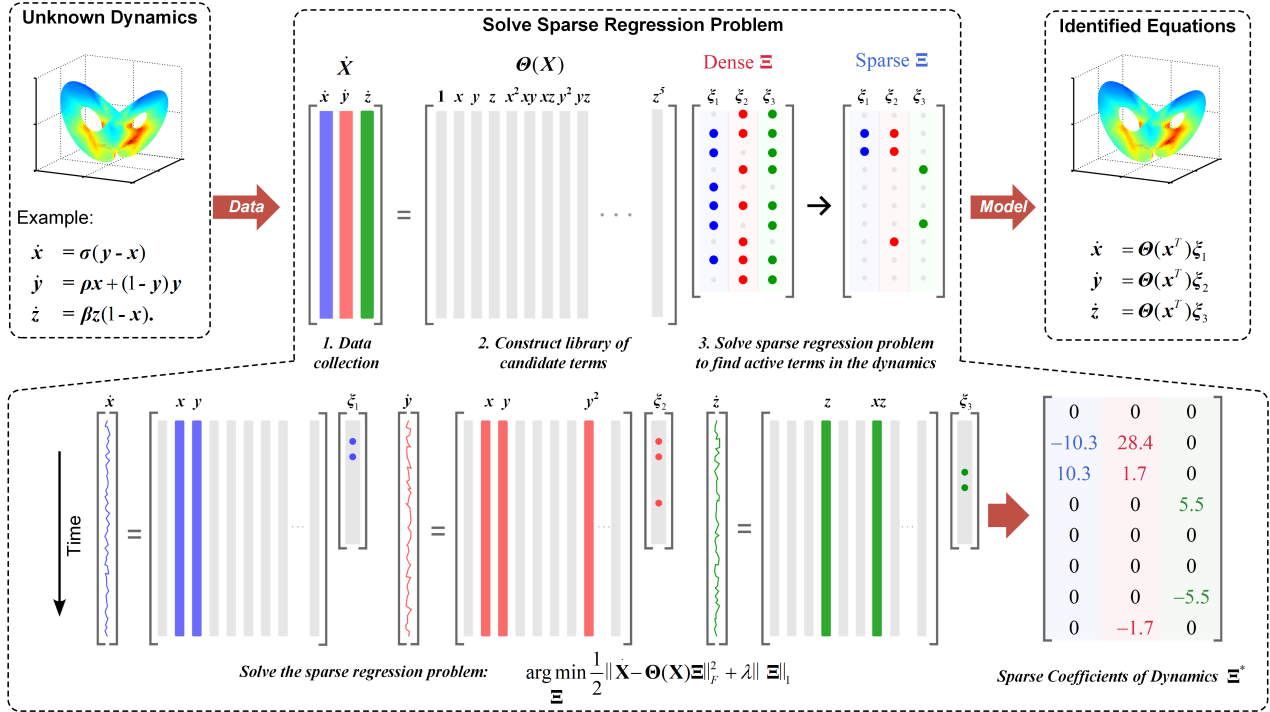 Unknown Dynamics
Example:
ẋ = σ(y - x)
ẏ = ρx + (1 - y) y
ż = βz(1 - x).
Data
Solve Sparse Regression Problem
Ẋ
ẋ ẏ ż
=
Θ(X)
1 x y z x² xy xz y² yz z⁵
· · ·
Dense Ξ
ξ₁ ξ₂ ξ₃
→
Sparse Ξ
ξ₁ ξ₂ ξ₃
1. Data
collection
2. Construct library of
candidate terms
3. Solve sparse regression problem
to find active terms in the dynamics
Model
Identified Equations
ẋ = Θ(xᵀ)ξ₁
ẏ = Θ(xᵀ)ξ₂
ż = Θ(xᵀ)ξ₃
Time
ẋ = x y ... ξ₁
ẏ = x y y² ... ξ₂
ż = z xz ... ξ₃
0 0 0
−10.3 28.4 0
10.3 1.7 0
0 0 5.5
0 0 0
0 0 0
0 0 −5.5
0 −1.7 0
Solve the sparse regression problem: arg min_Ξ 1/2 || Ẋ − Θ(X)Ξ ||²_F + λ || Ξ ||₁
Sparse Coefficients of Dynamics Ξ*